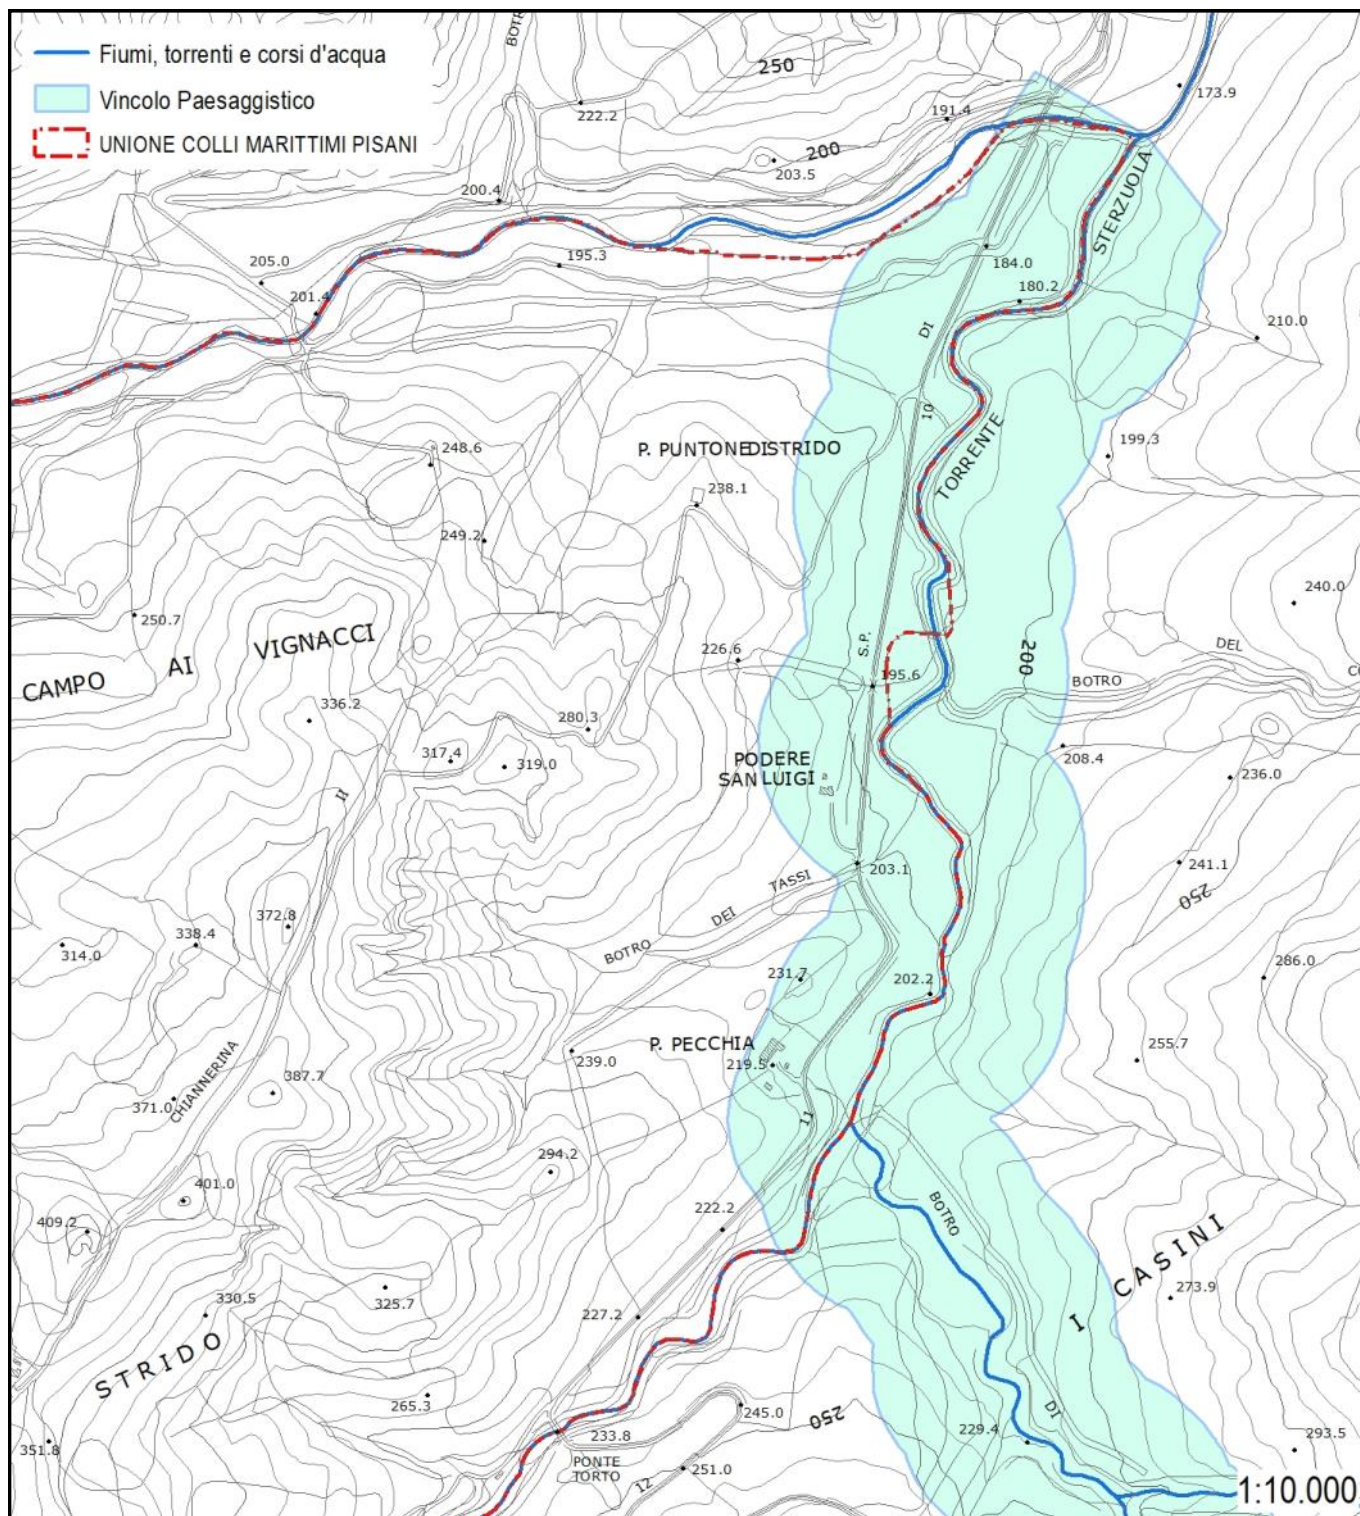 Fiumi, torrenti e corsi d'acqua
Vincolo Paesaggistico
UNIONE COLLI MARITTIMI PISANI
250
222.2
191.4
173.9
200
203.5
200.4
STERZUOLA
205.0
195.3
184.0
201.4
180.2
210.0
DI
10
248.6
P. PUNTONEDISTRIDO
199.3
TORRENTE
238.1
249.2
240.0
250.7
CAMPO AI VIGNACCI
226.6
S.P.
200
DEL
195.6
BOTRO
336.2
280.3
317.4
319.0
PODERE
SAN LUIGI
208.4
236.0
II
203.1
241.1
250
TASSI
DEI
BOTRO
372.8
338.4
314.0
231.7
202.2
286.0
P. PECCHIA
239.0
219.5
255.7
387.7
371.0
CHIANNERINA
11
294.2
401.0
409.2
222.2
BOTRO
I CASINI
273.9
325.7
330.5
227.2
STRIDO
265.3
245.0
250
DI
351.8
233.8
229.4
293.5
PONTE
TORTO
251.0
12
1:10.000